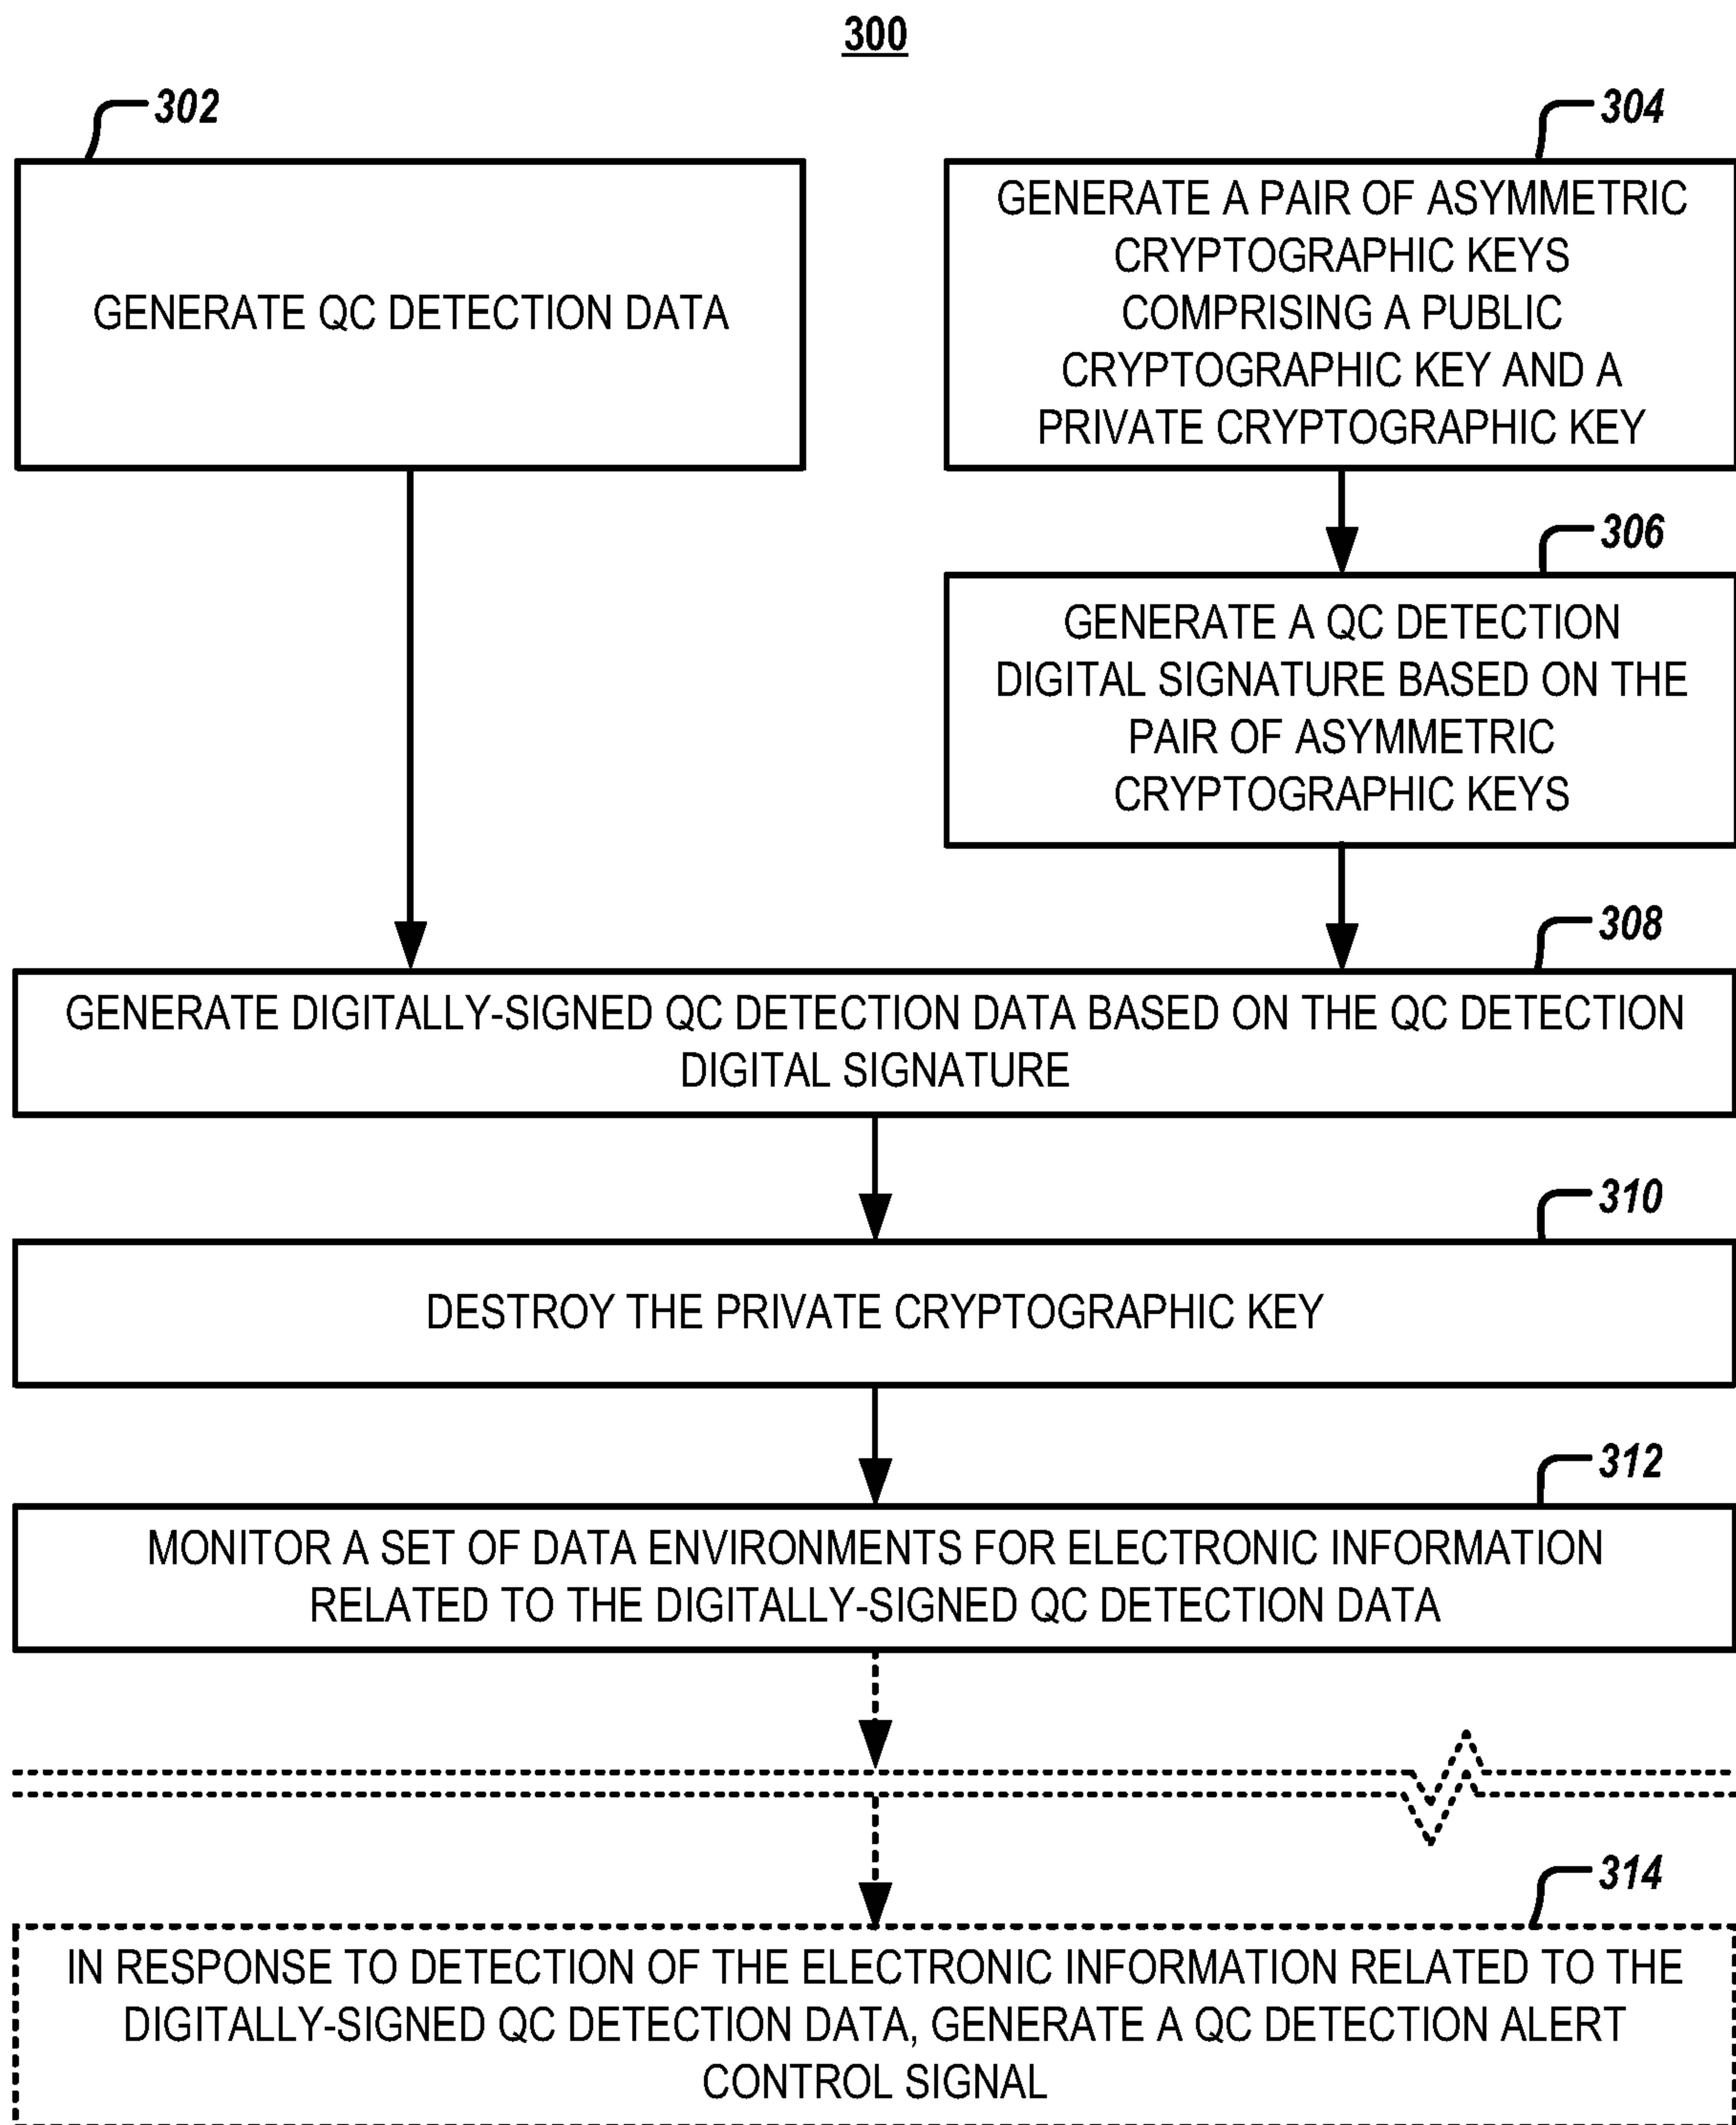 300
302
GENERATE QC DETECTION DATA
304
GENERATE A PAIR OF ASYMMETRIC
CRYPTOGRAPHIC KEYS
COMPRISING A PUBLIC
CRYPTOGRAPHIC KEY AND A
PRIVATE CRYPTOGRAPHIC KEY
306
GENERATE A QC DETECTION
DIGITAL SIGNATURE BASED ON THE
PAIR OF ASYMMETRIC
CRYPTOGRAPHIC KEYS
308
GENERATE DIGITALLY-SIGNED QC DETECTION DATA BASED ON THE QC DETECTION
DIGITAL SIGNATURE
310
DESTROY THE PRIVATE CRYPTOGRAPHIC KEY
312
MONITOR A SET OF DATA ENVIRONMENTS FOR ELECTRONIC INFORMATION
RELATED TO THE DIGITALLY-SIGNED QC DETECTION DATA
314
IN RESPONSE TO DETECTION OF THE ELECTRONIC INFORMATION RELATED TO THE
DIGITALLY-SIGNED QC DETECTION DATA, GENERATE A QC DETECTION ALERT
CONTROL SIGNAL